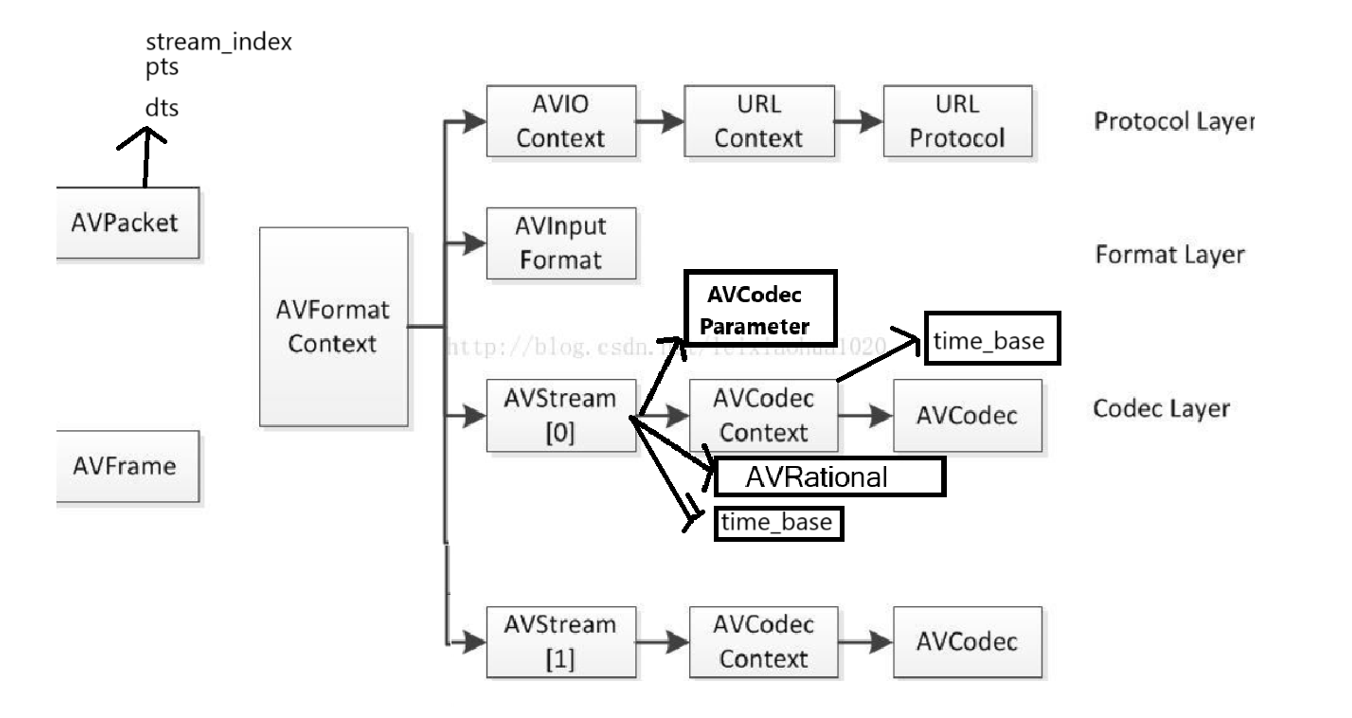 stream_index
pts
dts
AVPacket
AVFrame
AVFormat
Context
AVIO
Context
URL
Context
URL
Protocol
Protocol Layer
AVInput
Format
Format Layer
AVCodec
Parameter
http://blog.csdn.net/leixiaohua1020
time_base
AVStream
[0]
AVCodec
Context
AVCodec
Codec Layer
AVRational
time_base
AVStream
[1]
AVCodec
Context
AVCodec